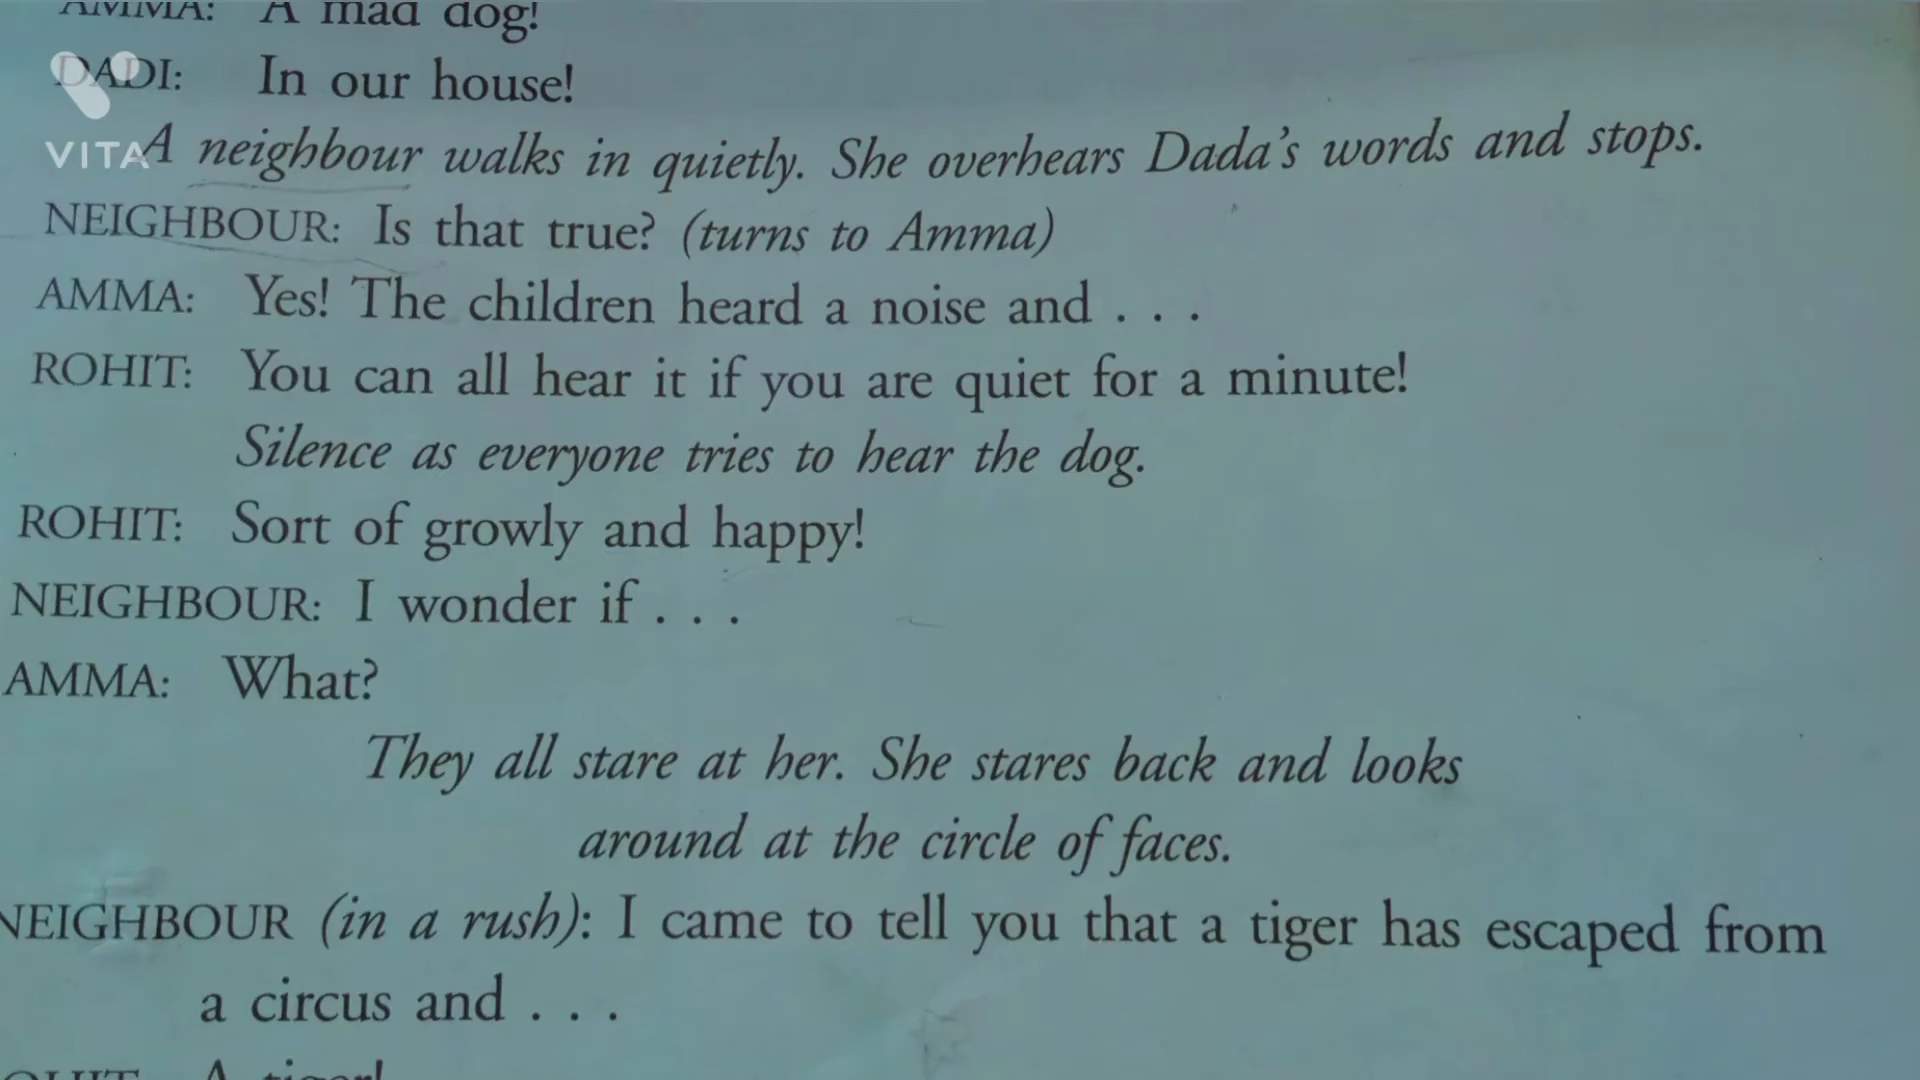 AMMA: A mad dog!
DADI: In our house!
A neighbour walks in quietly. She overhears Dada's words and stops.
NEIGHBOUR: Is that true? (turns to Amma)
AMMA: Yes! The children heard a noise and . . .
ROHIT: You can all hear it if you are quiet for a minute!
Silence as everyone tries to hear the dog.
ROHIT: Sort of growly and happy!
NEIGHBOUR: I wonder if . . .
AMMA: What?
They all stare at her. She stares back and looks
around at the circle of faces.
NEIGHBOUR (in a rush): I came to tell you that a tiger has escaped from
a circus and . . .
ROHIT: A tiger!
VITA